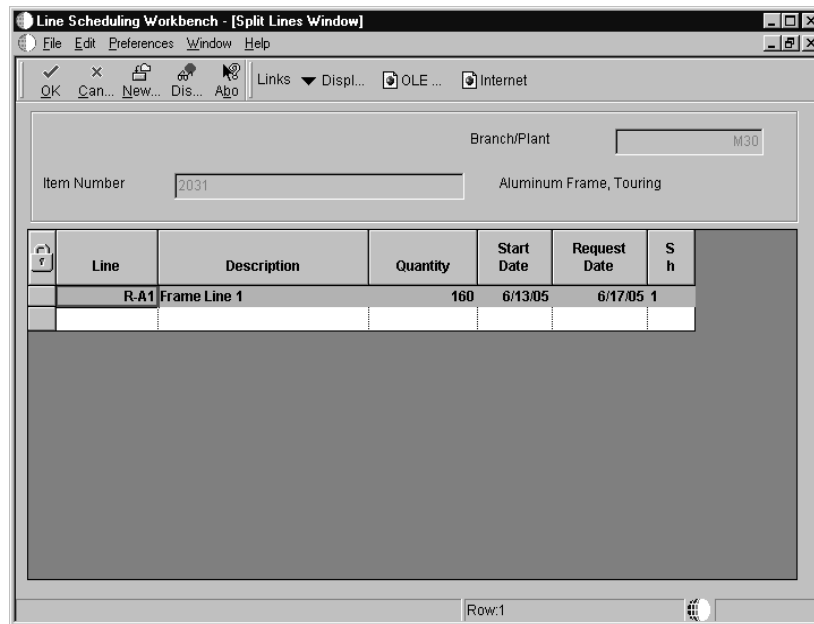 Line Scheduling Workbench - [Split Lines Window]
File Edit Preferences Window Help
OK Can... New... Dis... Abo Links Displ... OLE ... Internet
Branch/Plant M30
Item Number 2031 Aluminum Frame, Touring
Line Description Quantity Start Date Request Date S h
R-A1 Frame Line 1 160 6/13/05 6/17/05 1
Row:1